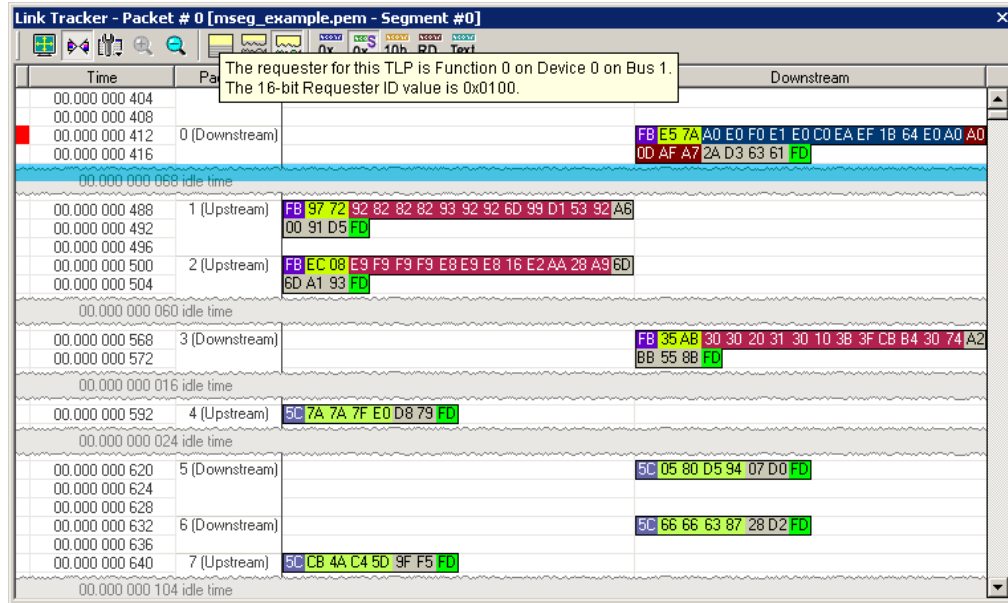 Link Tracker - Packet # 0 [mseg_example.pem - Segment #0]
0x 0x S 10b RD Text
The requester for this TLP is Function 0 on Device 0 on Bus 1.
The 16-bit Requester ID value is 0x0100.
Time Pac Downstream
00.000 000 404
00.000 000 408
00.000 000 412 0 (Downstream) FB E5 7A A0 E0 F0 E1 E0 C0 EA EF 1B 64 E0 A0 A0
00.000 000 416 0D AF A7 2A D3 63 61 FD
00.000 000 068 idle time
00.000 000 488 1 (Upstream) FB 97 72 92 82 82 82 93 92 92 6D 99 D1 53 92 A6
00.000 000 492 00 91 D5 FD
00.000 000 496
00.000 000 500 2 (Upstream) FB EC 08 E9 F9 F9 F9 E8 E9 E8 16 E2 AA 28 A9 6D
00.000 000 504 6D A1 93 FD
00.000 000 060 idle time
00.000 000 568 3 (Downstream) FB 35 AB 30 30 20 31 30 10 3B 3F CB B4 30 74 A2
00.000 000 572 BB 55 8B FD
00.000 000 016 idle time
00.000 000 592 4 (Upstream) 5C 7A 7A 7F E0 D8 79 FD
00.000 000 024 idle time
00.000 000 620 5 (Downstream) 5C 05 80 D5 94 07 D0 FD
00.000 000 624
00.000 000 628
00.000 000 632 6 (Downstream) 5C 66 66 63 87 28 D2 FD
00.000 000 636
00.000 000 640 7 (Upstream) 5C CB 4A C4 5D 9F F5 FD
00.000 000 104 idle time